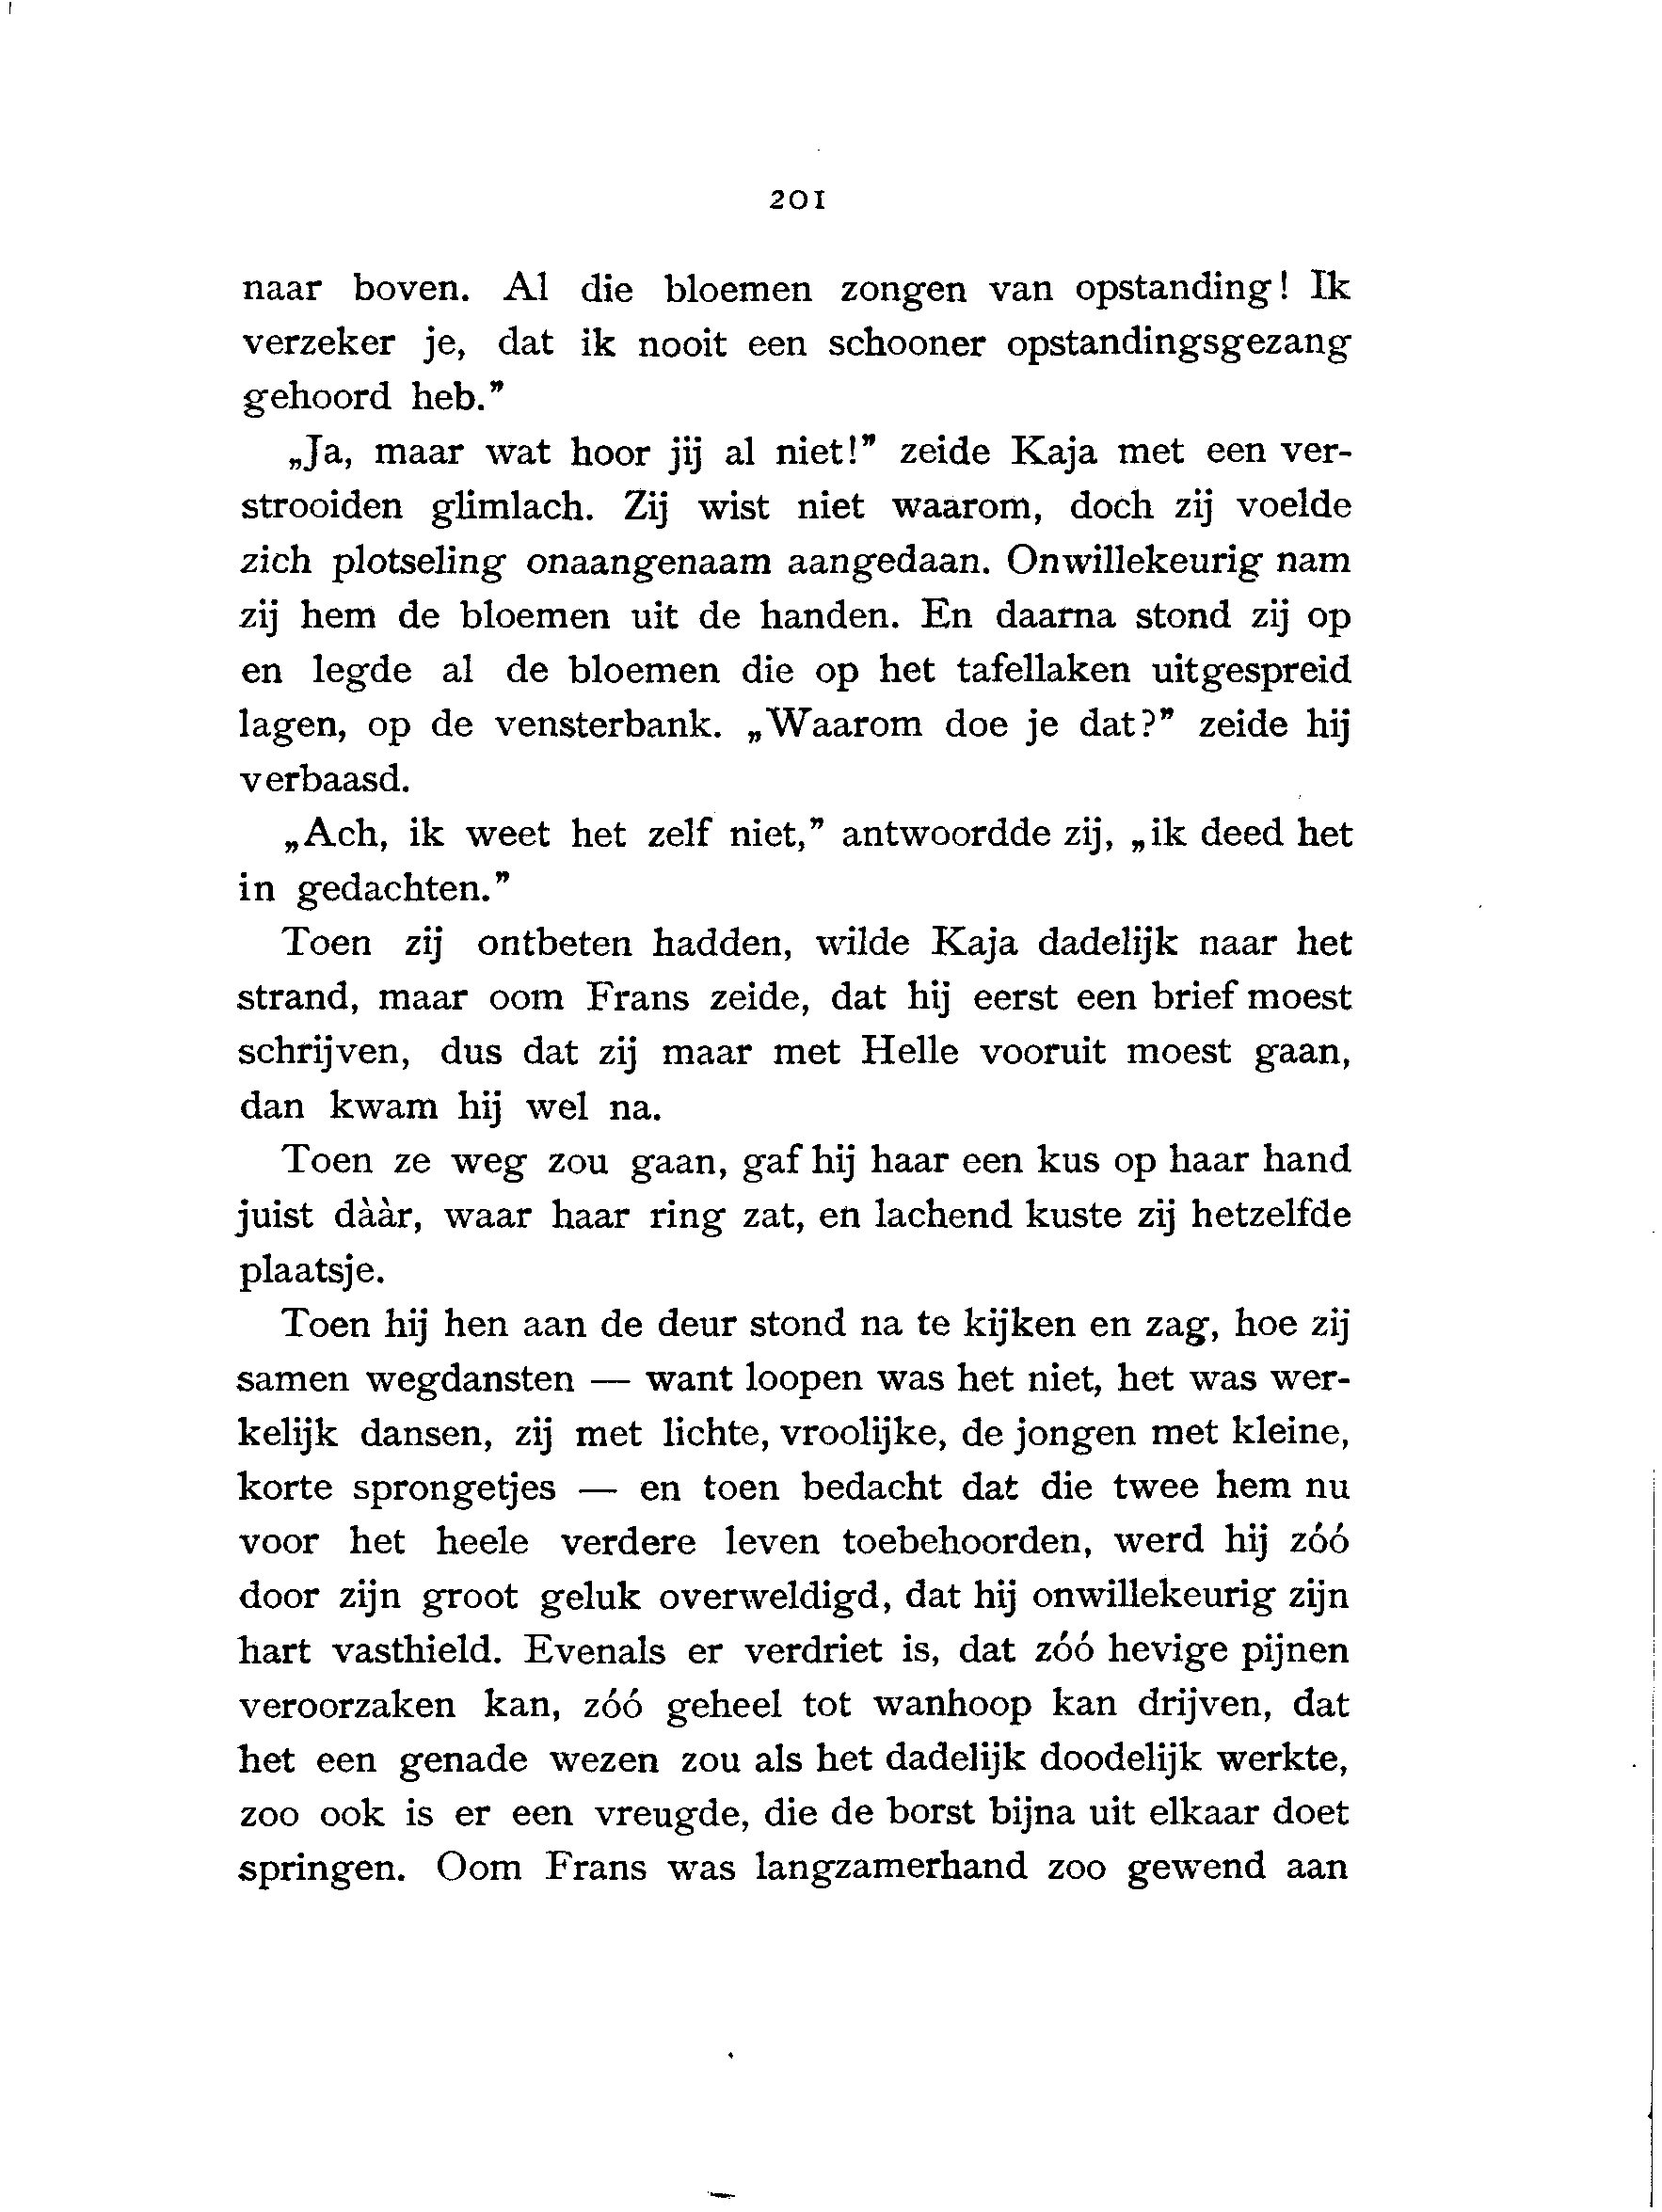 201
naar boven. Al die bloemen zongen van opstanding! Ik
verzeker je, dat ik nooit een schooner opstandingsgezang
gehoord heb.”
„Ja, maar wat hoor jij al niet!” zeide Kaja met een ver-
strooiden glimlach. Zij wist niet waarom, doch zij voelde
zich plotseling onaangenaam aangedaan. Onwillekeurig nam
zij hem de bloemen uit de handen. En daarna stond zij op
en legde al de bloemen die op het tafellaken uitgespreid
lagen, op de vensterbank. „Waarom doe je dat?” zeide hij
verbaasd.
„Ach, ik weet het zelf niet,” antwoordde zij, „ik deed het
in gedachten.”
Toen zij ontbeten hadden, wilde Kaja dadelijk naar het
strand, maar oom Frans zeide, dat hij eerst een brief moest
schrijven, dus dat zij maar met Helle vooruit moest gaan,
dan kwam hij wel na.
Toen ze weg zou gaan, gaf hij haar een kus op haar hand
juist dààr, waar haar ring zat, en lachend kuste zij hetzelfde
plaatsje.
Toen hij hen aan de deur stond na te kijken en zag, hoe zij
samen wegdansten — want loopen was het niet, het was wer-
kelijk dansen, zij met lichte, vroolijke, de jongen met kleine,
korte sprongetjes — en toen bedacht dat die twee hem nu
voor het heele verdere leven toebehoorden, werd hij zóó
door zijn groot geluk overweldigd, dat hij onwillekeurig zijn
hart vasthield. Evenals er verdriet is, dat zóó hevige pijnen
veroorzaken kan, zóó geheel tot wanhoop kan drijven, dat
het een genade wezen zou als het dadelijk doodelijk werkte,
zoo ook is er een vreugde, die de borst bijna uit elkaar doet
springen. Oom Frans was langzamerhand zoo gewend aan